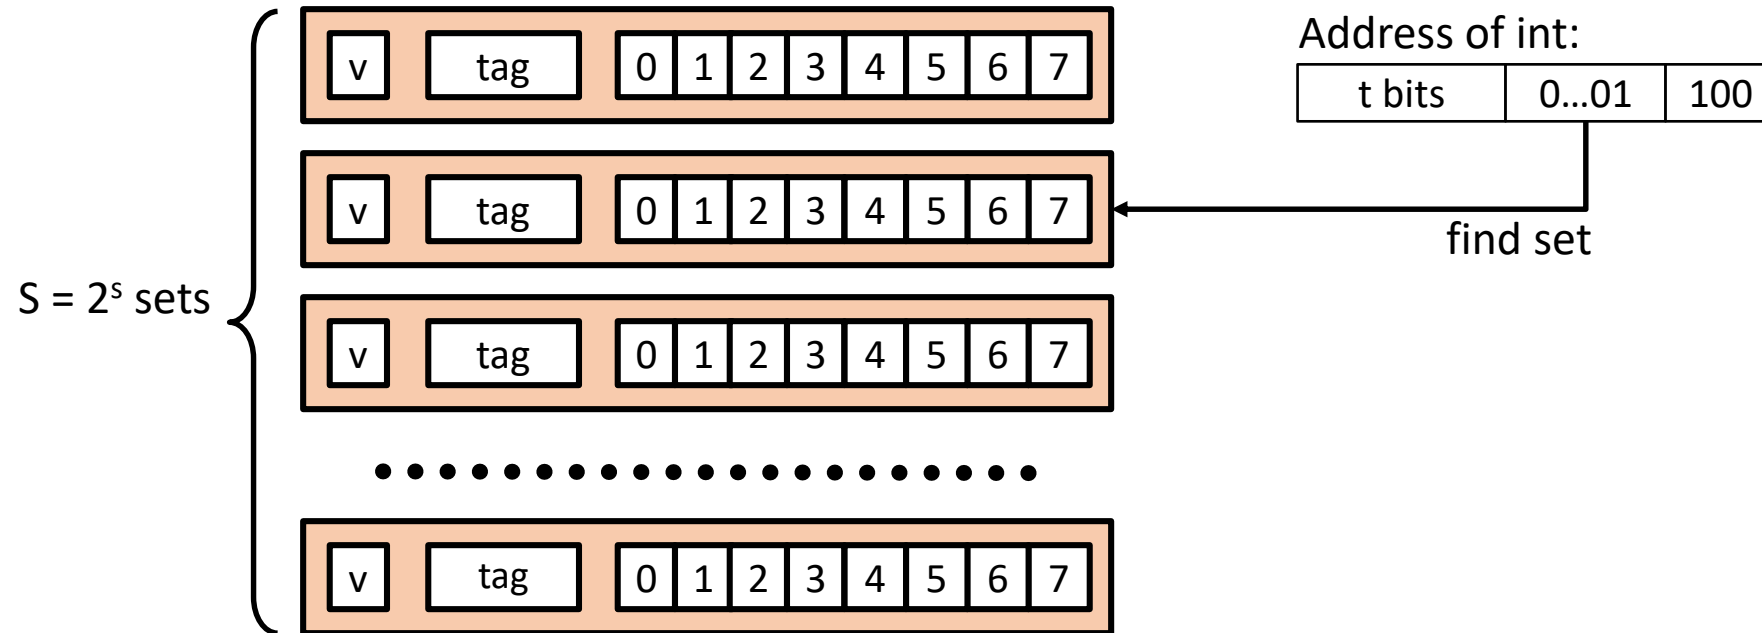 v tag 0 1 2 3 4 5 6 7
Address of int:
t bits 0...01 100
v tag 0 1 2 3 4 5 6 7
find set
S = 2ˢ sets
v tag 0 1 2 3 4 5 6 7
v tag 0 1 2 3 4 5 6 7